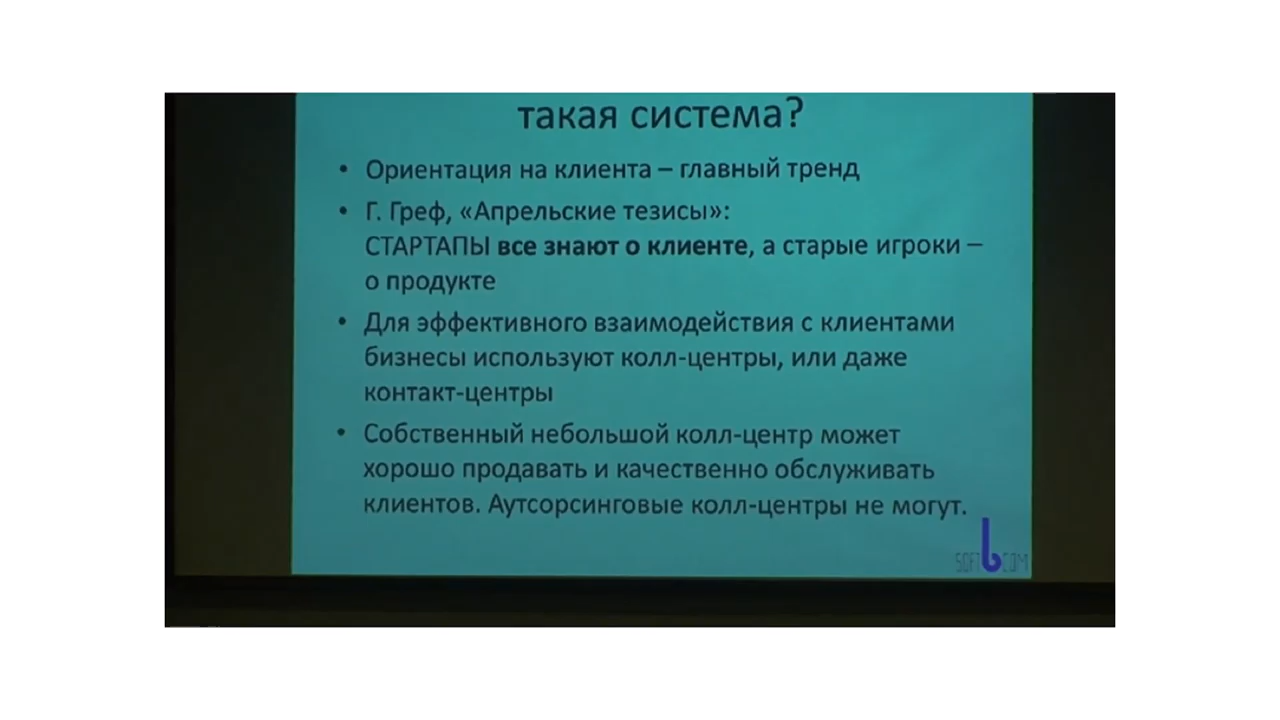 такая система?
• Ориентация на клиента – главный тренд
• Г. Греф, «Апрельские тезисы»:
СТАРТАПЫ все знают о клиенте, а старые игроки –
о продукте
• Для эффективного взаимодействия с клиентами
бизнесы используют колл-центры, или даже
контакт-центры
• Собственный небольшой колл-центр может
хорошо продавать и качественно обслуживать
клиентов. Аутсорсинговые колл-центры не могут.
SOFT b COM